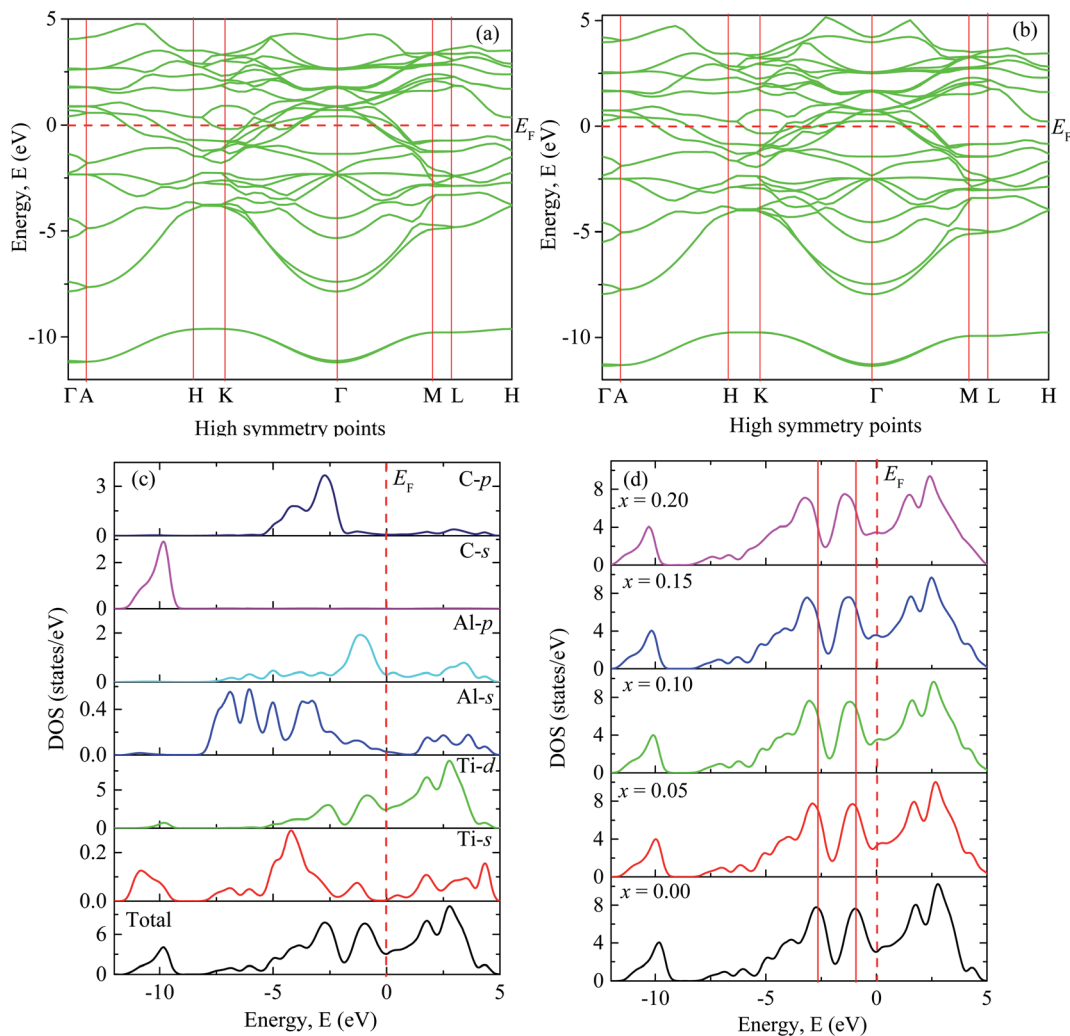 (a)
5
0
-5
-10
Energy, E (eV)
E_F
Γ A H K Γ M L H
High symmetry points
(b)
5
0
-5
-10
Energy, E (eV)
E_F
Γ A H K Γ M L H
High symmetry points
(c)
E_F
C-p
3
0
C-s
2
0
Al-p
2
0
Al-s
0.4
0.0
Ti-d
5
0
Ti-s
0.2
0.0
Total
6
3
0
DOS (states/eV)
-10 -5 0 5
Energy, E (eV)
(d)
E_F
x = 0.20
8
4
0
x = 0.15
8
4
0
x = 0.10
8
4
0
x = 0.05
8
4
0
x = 0.00
8
4
0
DOS (states/eV)
-10 -5 0 5
Energy, E (eV)